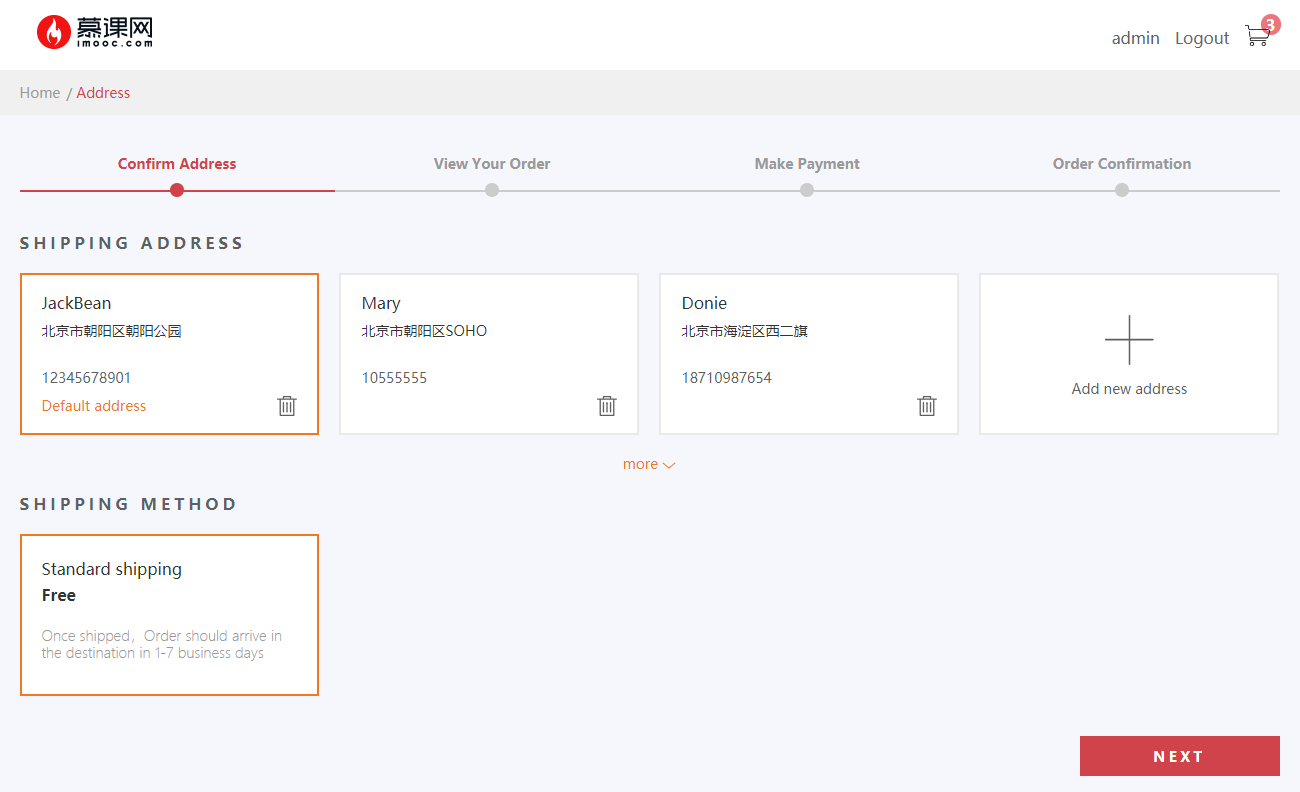 慕课网
imooc.com
admin Logout 3
Home / Address
Confirm Address View Your Order Make Payment Order Confirmation
SHIPPING ADDRESS
JackBean
北京市朝阳区朝阳公园
12345678901
Default address
Mary
北京市朝阳区SOHO
10555555
Donie
北京市海淀区西二旗
18710987654
Add new address
more
SHIPPING METHOD
Standard shipping
Free
Once shipped，Order should arrive in
the destination in 1-7 business days
NEXT